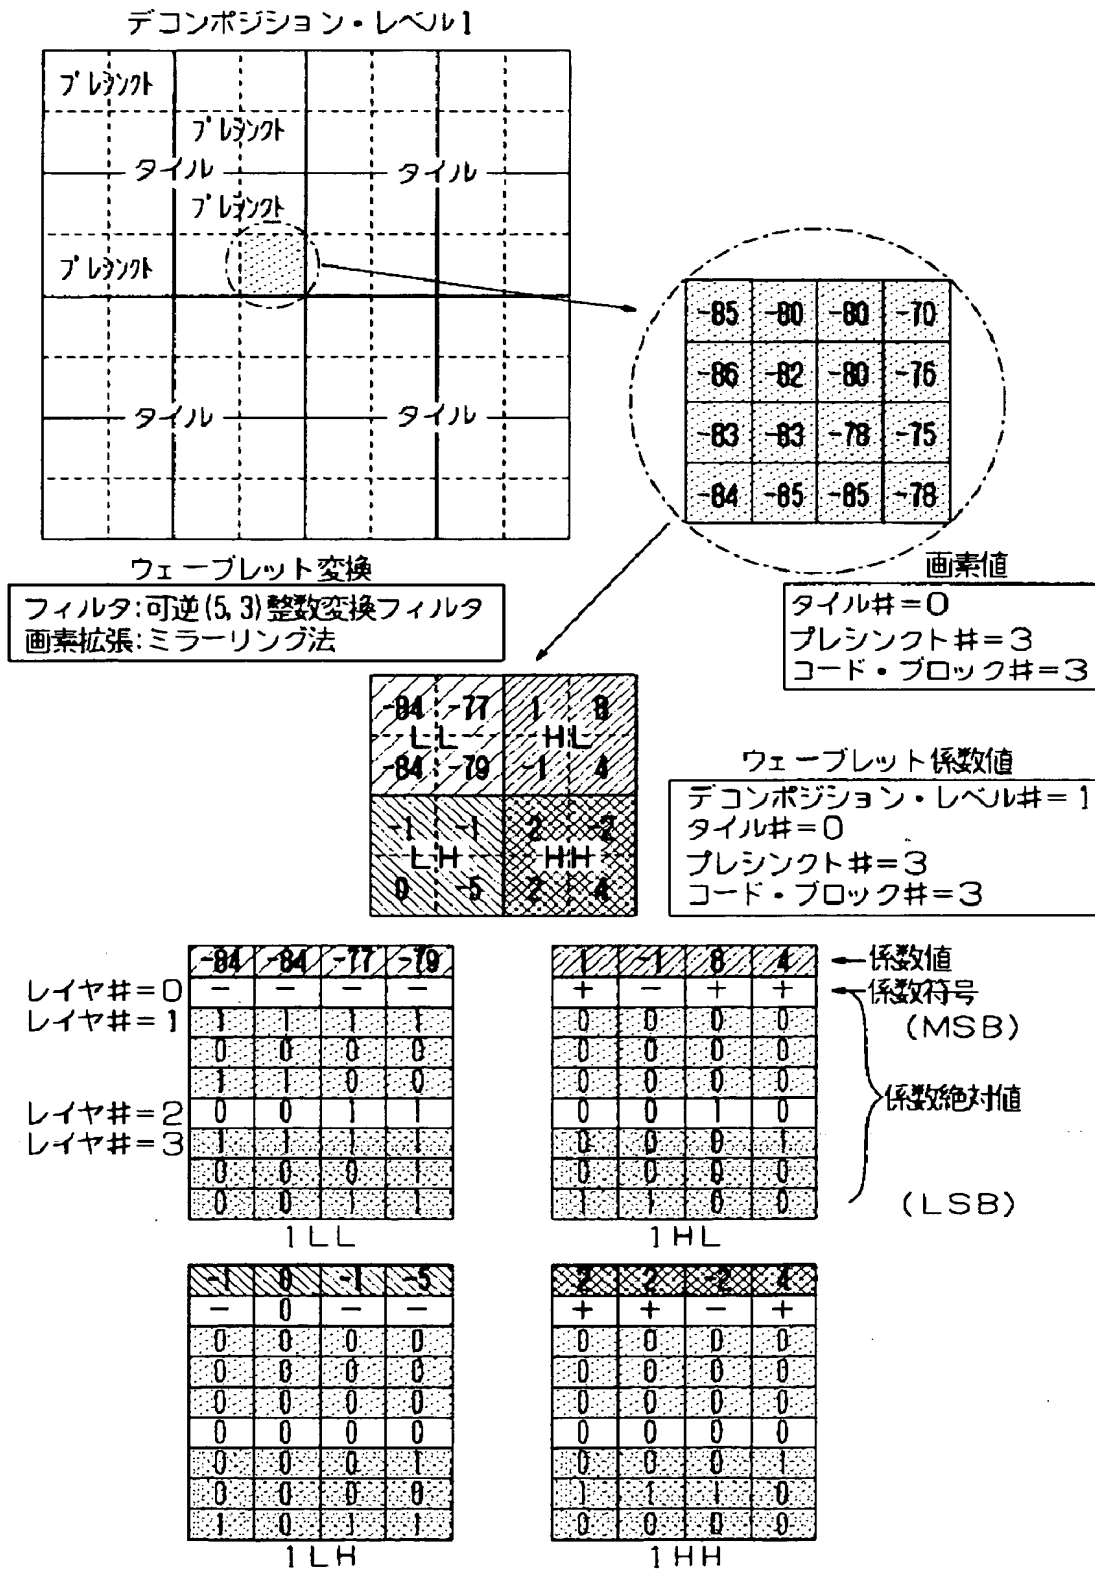 デコンポジション・レベル1
プレシンクト
プレシンクト
タイル タイル
プレシンクト
プレシンクト
タイル タイル
-85 -80 -80 -70
-86 -82 -80 -76
-83 -83 -78 -75
-84 -85 -85 -78
画素値
タイル#=0
プレシンクト#=3
コード・ブロック#=3
ウェーブレット変換
フィルタ:可逆(5,3)整数変換フィルタ
画素拡張:ミラーリング法
-84 -77 1 8
LL HL
-84 -79 -1 4
-1 -1 2 -2
LH HH
0 -5 2 4
ウェーブレット係数値
デコンポジション・レベル#=1
タイル#=0
プレシンクト#=3
コード・ブロック#=3
-84 -84 -77 -79
レイヤ#=0 - - - -
レイヤ#=1 1 1 1 1
0 0 0 0
1 1 0 0
レイヤ#=2 0 0 1 1
レイヤ#=3 1 1 1 1
0 0 0 1
0 0 1 1
1LL
1 -1 8 4 係数値
+ - + + 係数符号
0 0 0 0 (MSB)
0 0 0 0
0 0 0 0
0 0 1 0 係数絶対値
0 0 0 1
0 0 0 0
1 1 0 0 (LSB)
1HL
-1 0 -1 -5
- 0 - -
0 0 0 0
0 0 0 0
0 0 0 0
0 0 0 0
0 0 0 1
0 0 0 0
1 0 1 1
1LH
2 2 -2 4
+ + - +
0 0 0 0
0 0 0 0
0 0 0 0
0 0 0 0
0 0 0 1
1 1 1 0
0 0 0 0
1HH